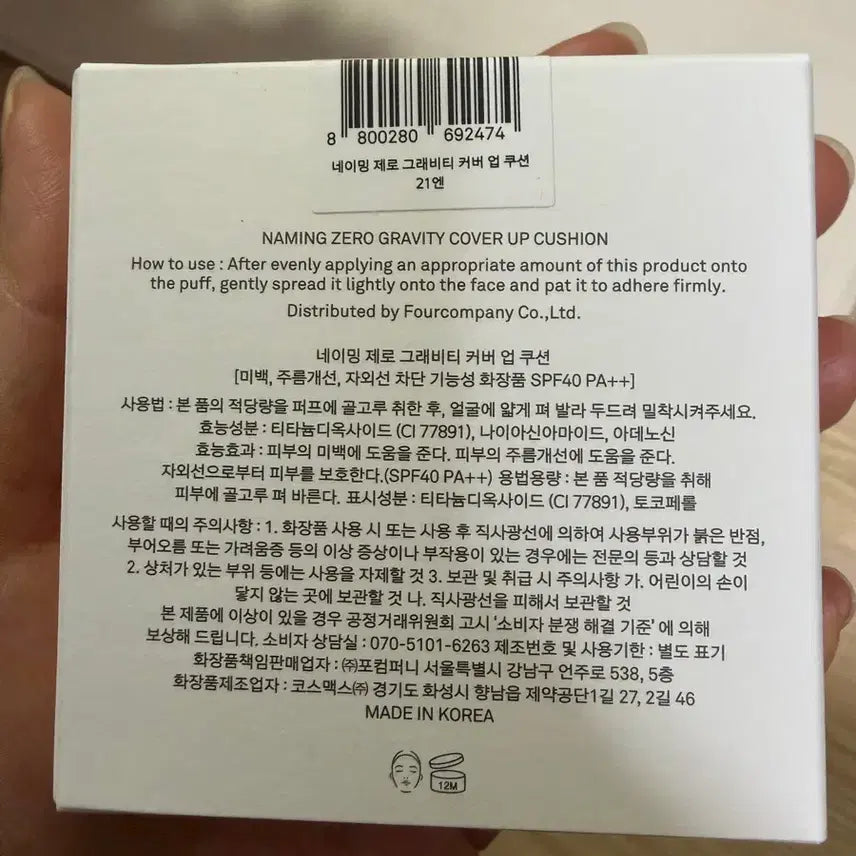 8 800280 692474
네이밍 제로 그래비티 커버 업 쿠션
21엔
NAMING ZERO GRAVITY COVER UP CUSHION
How to use : After evenly applying an appropriate amount of this product onto
the puff, gently spread it lightly onto the face and pat it to adhere firmly.
Distributed by Fourcompany Co.,Ltd.
네이밍 제로 그래비티 커버 업 쿠션
[미백, 주름개선, 자외선 차단 기능성 화장품 SPF40 PA++]
사용법 : 본 품의 적당량을 퍼프에 골고루 취한 후, 얼굴에 얇게 펴 발라 두드려 밀착시켜주세요.
효능성분 : 티타늄디옥사이드 (CI 77891), 나이아신아마이드, 아데노신
효능효과 : 피부의 미백에 도움을 준다. 피부의 주름개선에 도움을 준다.
자외선으로부터 피부를 보호한다.(SPF40 PA++) 용법용량 : 본 품 적당량을 취해
피부에 골고루 펴 바른다. 표시성분 : 티타늄디옥사이드 (CI 77891), 토코페롤
사용할 때의 주의사항 : 1. 화장품 사용 시 또는 사용 후 직사광선에 의하여 사용부위가 붉은 반점,
부어오름 또는 가려움증 등의 이상 증상이나 부작용이 있는 경우에는 전문의 등과 상담할 것
2. 상처가 있는 부위 등에는 사용을 자제할 것 3. 보관 및 취급 시 주의사항 가. 어린이의 손이
닿지 않는 곳에 보관할 것 나. 직사광선을 피해서 보관할 것
본 제품에 이상이 있을 경우 공정거래위원회 고시 '소비자 분쟁 해결 기준' 에 의해
보상해 드립니다. 소비자 상담실 : 070-5101-6263 제조번호 및 사용기한 : 별도 표기
화장품책임판매업자 : ㈜포컴퍼니 서울특별시 강남구 언주로 538, 5층
화장품제조업자 : 코스맥스㈜ 경기도 화성시 향남읍 제약공단1길 27, 2길 46
MADE IN KOREA
12M